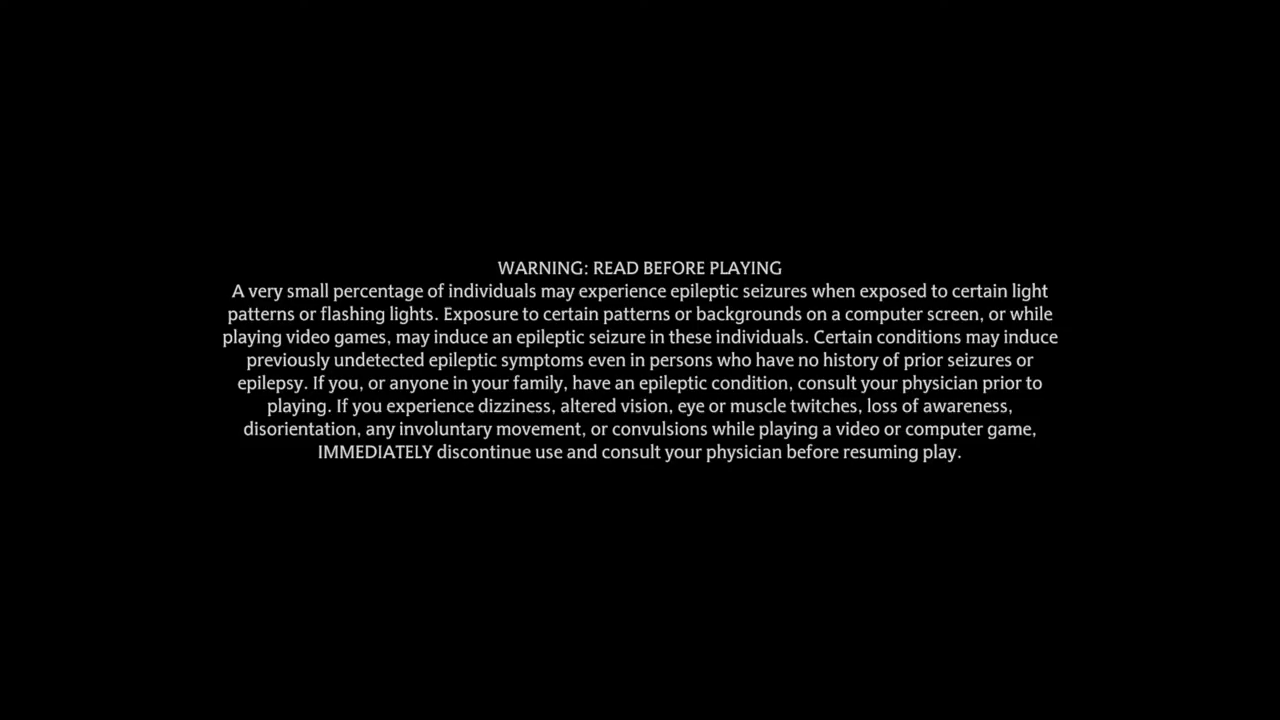 WARNING: READ BEFORE PLAYING
A very small percentage of individuals may experience epileptic seizures when exposed to certain light
patterns or flashing lights. Exposure to certain patterns or backgrounds on a computer screen, or while
playing video games, may induce an epileptic seizure in these individuals. Certain conditions may induce
previously undetected epileptic symptoms even in persons who have no history of prior seizures or
epilepsy. If you, or anyone in your family, have an epileptic condition, consult your physician prior to
playing. If you experience dizziness, altered vision, eye or muscle twitches, loss of awareness,
disorientation, any involuntary movement, or convulsions while playing a video or computer game,
IMMEDIATELY discontinue use and consult your physician before resuming play.